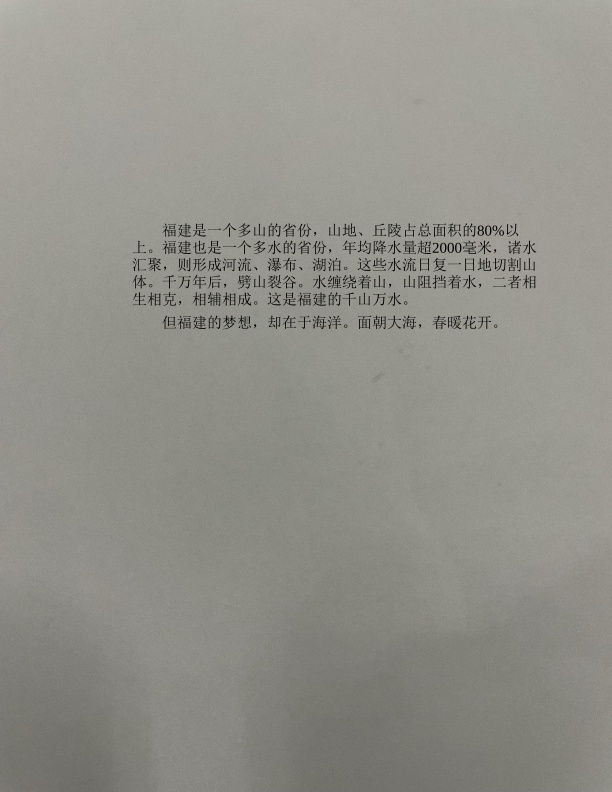 福建是一个多山的省份，山地、丘陵占总面积的80%以
上。福建也是一个多水的省份，年均降水量超2000毫米，诸水
汇聚，则形成河流、瀑布、湖泊。这些水流日复一日地切割山
体。千万年后，劈山裂谷。水缠绕着山，山阻挡着水，二者相
生相克，相辅相成。这是福建的千山万水。
但福建的梦想，却在于海洋。面朝大海，春暖花开。